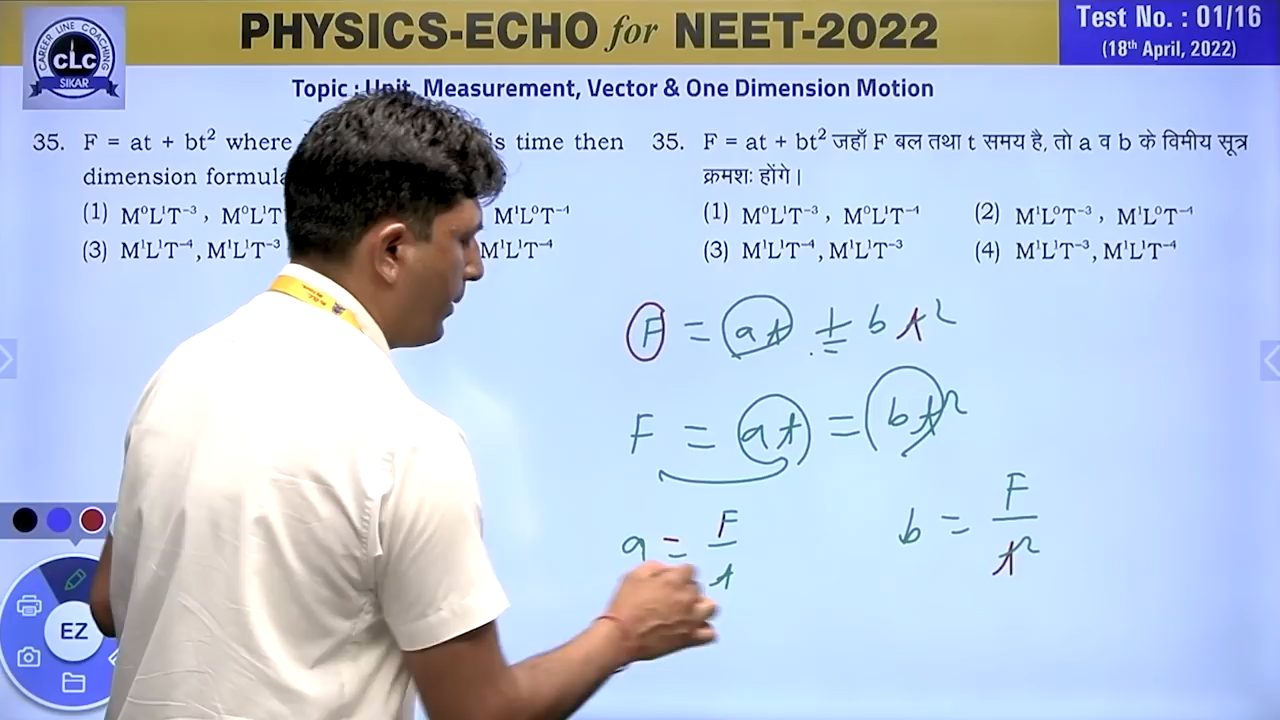 CAREER LINE COACHING
CLC
SIKAR
PHYSICS-ECHO for NEET-2022
Test No. : 01/16
(18th April, 2022)
Topic : Unit, Measurement, Vector & One Dimension Motion
35. F = at + bt² where is time then
dimension formula
(1) M⁰L¹T⁻³ , M⁰L¹T M¹L⁰T⁻⁴
(3) M¹L¹T⁻⁴, M¹L¹T⁻³ M¹L¹T⁻⁴
35. F = at + bt² जहाँ F बल तथा t समय है, तो a व b के विमीय सूत्र
क्रमशः होंगे।
(1) M⁰L¹T⁻³ , M⁰L¹T⁻⁴ (2) M¹L⁰T⁻³ , M¹L⁰T⁻⁴
(3) M¹L¹T⁻⁴, M¹L¹T⁻³ (4) M¹L¹T⁻³, M¹L¹T⁻⁴
F = at ± bt²
F = at = bt²
a = F/t b = F/t²
EZ